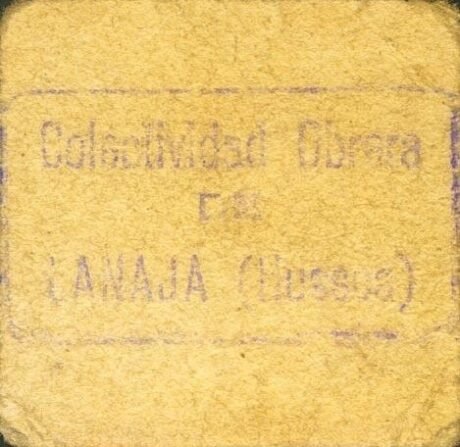 Colectividad Obrera
DE
LANAJA (Huesca)